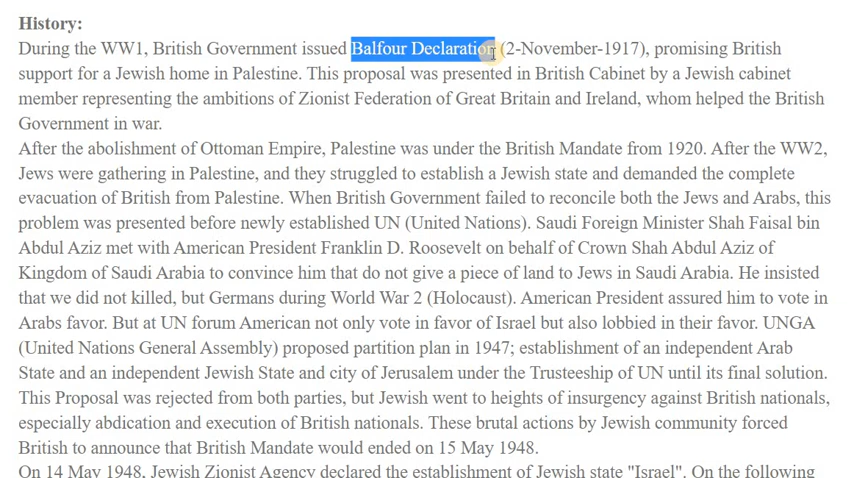 History:
During the WW1, British Government issued Balfour Declaration (2-November-1917), promising British
support for a Jewish home in Palestine. This proposal was presented in British Cabinet by a Jewish cabinet
member representing the ambitions of Zionist Federation of Great Britain and Ireland, whom helped the British
Government in war.
After the abolishment of Ottoman Empire, Palestine was under the British Mandate from 1920. After the WW2,
Jews were gathering in Palestine, and they struggled to establish a Jewish state and demanded the complete
evacuation of British from Palestine. When British Government failed to reconcile both the Jews and Arabs, this
problem was presented before newly established UN (United Nations). Saudi Foreign Minister Shah Faisal bin
Abdul Aziz met with American President Franklin D. Roosevelt on behalf of Crown Shah Abdul Aziz of
Kingdom of Saudi Arabia to convince him that do not give a piece of land to Jews in Saudi Arabia. He insisted
that we did not killed, but Germans during World War 2 (Holocaust). American President assured him to vote in
Arabs favor. But at UN forum American not only vote in favor of Israel but also lobbied in their favor. UNGA
(United Nations General Assembly) proposed partition plan in 1947; establishment of an independent Arab
State and an independent Jewish State and city of Jerusalem under the Trusteeship of UN until its final solution.
This Proposal was rejected from both parties, but Jewish went to heights of insurgency against British nationals,
especially abdication and execution of British nationals. These brutal actions by Jewish community forced
British to announce that British Mandate would ended on 15 May 1948.
On 14 May 1948, Jewish Zionist Agency declared the establishment of Jewish state "Israel". On the following